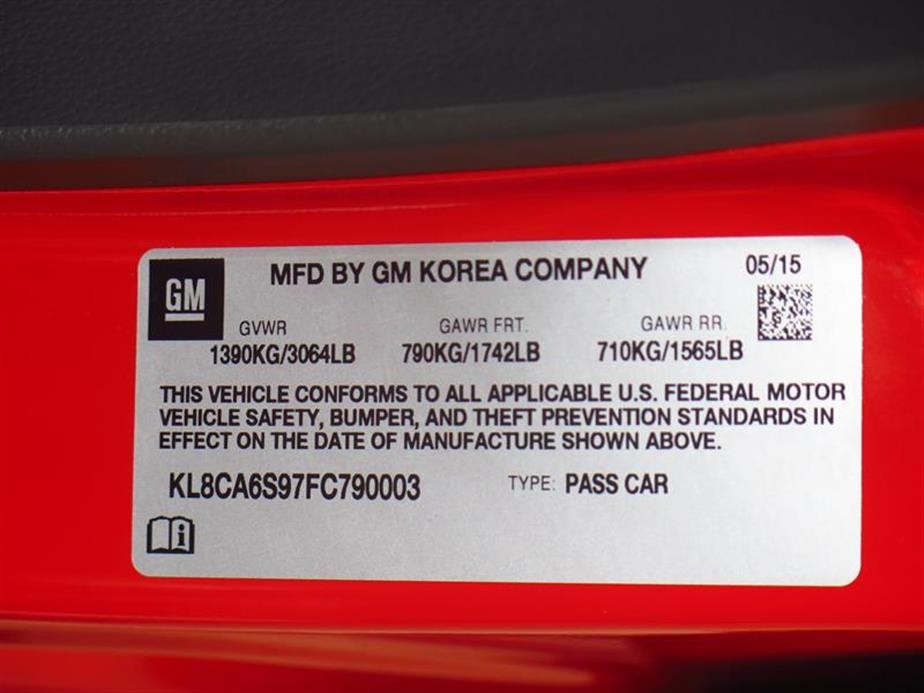 GM
MFD BY GM KOREA COMPANY
05/15
GVWR
GAWR FRT.
GAWR RR.
1390KG/3064LB
790KG/1742LB
710KG/1565LB
THIS VEHICLE CONFORMS TO ALL APPLICABLE U.S. FEDERAL MOTOR
VEHICLE SAFETY, BUMPER, AND THEFT PREVENTION STANDARDS IN
EFFECT ON THE DATE OF MANUFACTURE SHOWN ABOVE.
KL8CA6S97FC790003
TYPE: PASS CAR
i